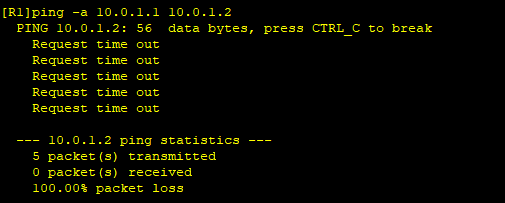 [R1]ping -a 10.0.1.1 10.0.1.2
PING 10.0.1.2: 56  data bytes, press CTRL_C to break
Request time out
Request time out
Request time out
Request time out
Request time out
--- 10.0.1.2 ping statistics ---
5 packet(s) transmitted
0 packet(s) received
100.00% packet loss